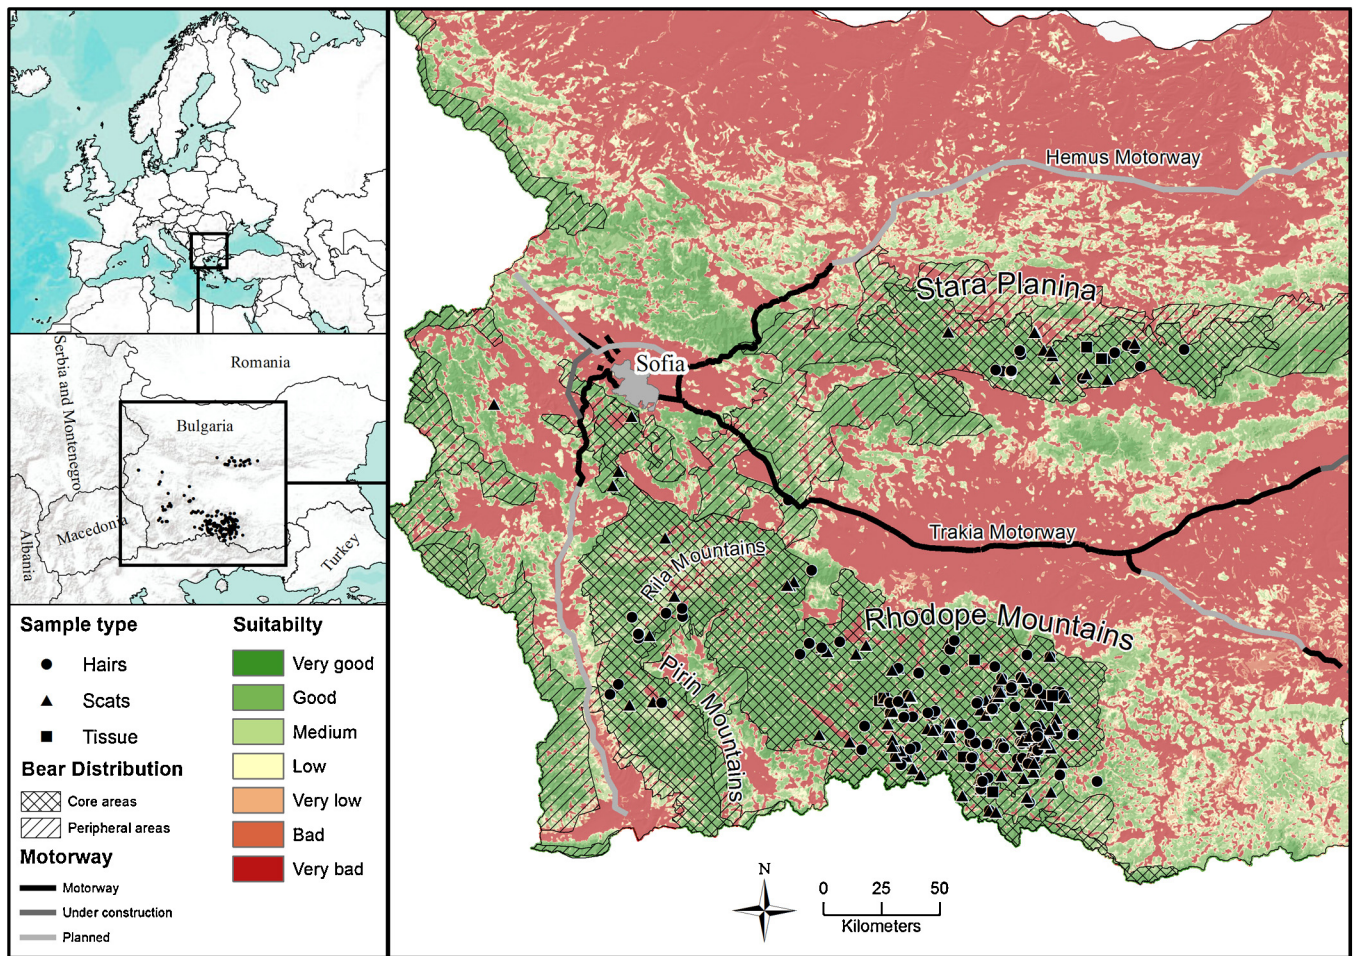 Romania
Serbia and Montenegro
Bulgaria
Macedonia
Albania
Turkey
Sample type
Hairs
Scats
Tissue
Bear Distribution
Core areas
Peripheral areas
Motorway
Motorway
Under construction
Planned
Suitabilty
Very good
Good
Medium
Low
Very low
Bad
Very bad
Hemus Motorway
Stara Planina
Sofia
Trakia Motorway
Rila Mountains
Rhodope Mountains
Pirin Mountains
N
0 25 50
Kilometers